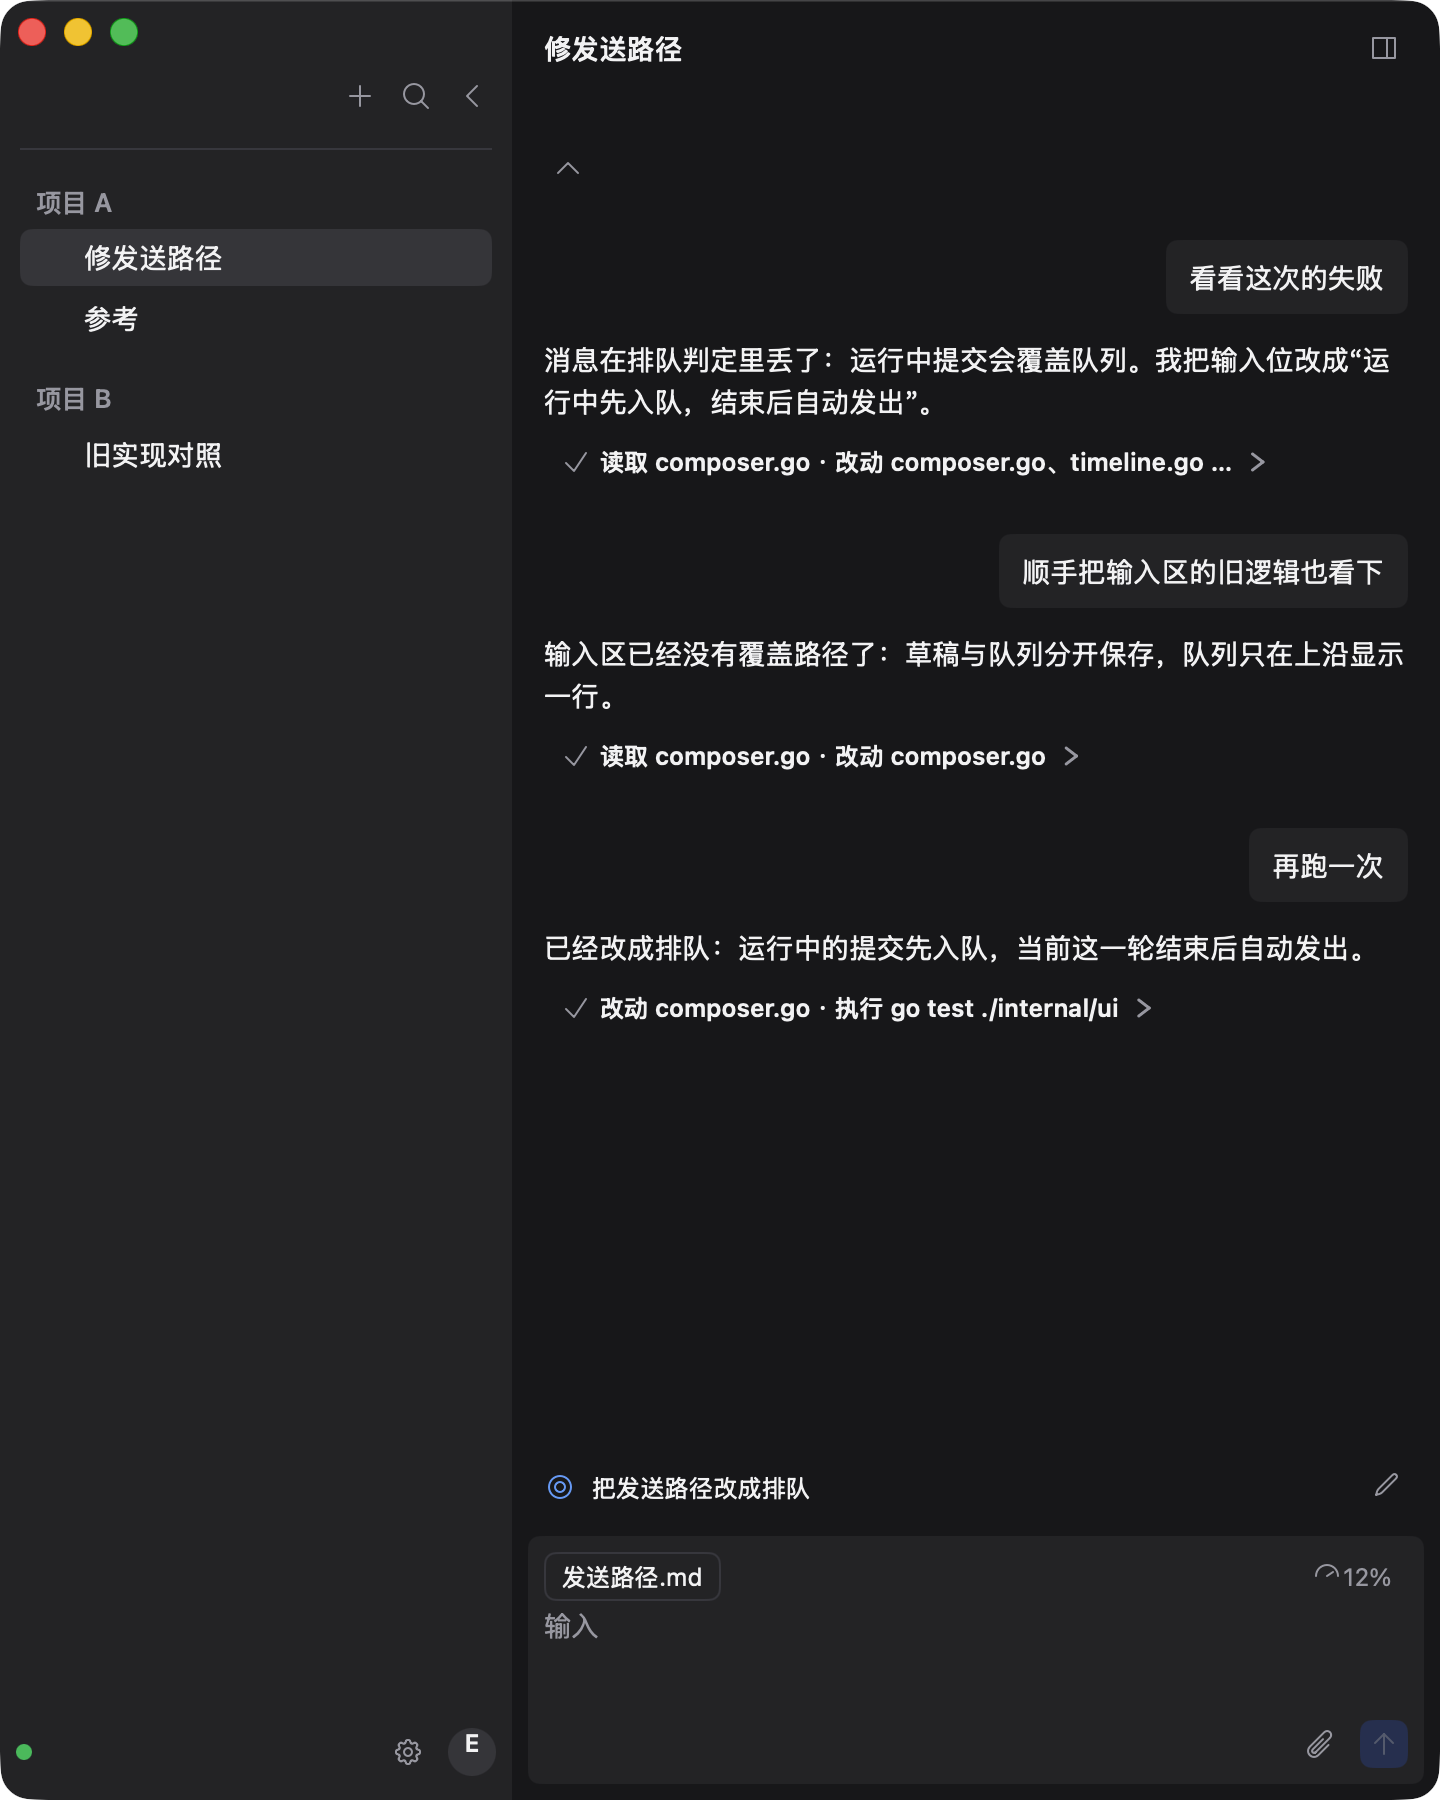 修发送路径
项目 A
修发送路径
参考
项目 B
旧实现对照
看看这次的失败
消息在排队判定里丢了：运行中提交会覆盖队列。我把输入位改成“运
行中先入队，结束后自动发出”。
读取 composer.go · 改动 composer.go、timeline.go ...
顺手把输入区的旧逻辑也看下
输入区已经没有覆盖路径了：草稿与队列分开保存，队列只在上沿显示
一行。
读取 composer.go · 改动 composer.go
再跑一次
已经改成排队：运行中的提交先入队，当前这一轮结束后自动发出。
改动 composer.go · 执行 go test ./internal/ui
把发送路径改成排队
发送路径.md
12%
输入
E